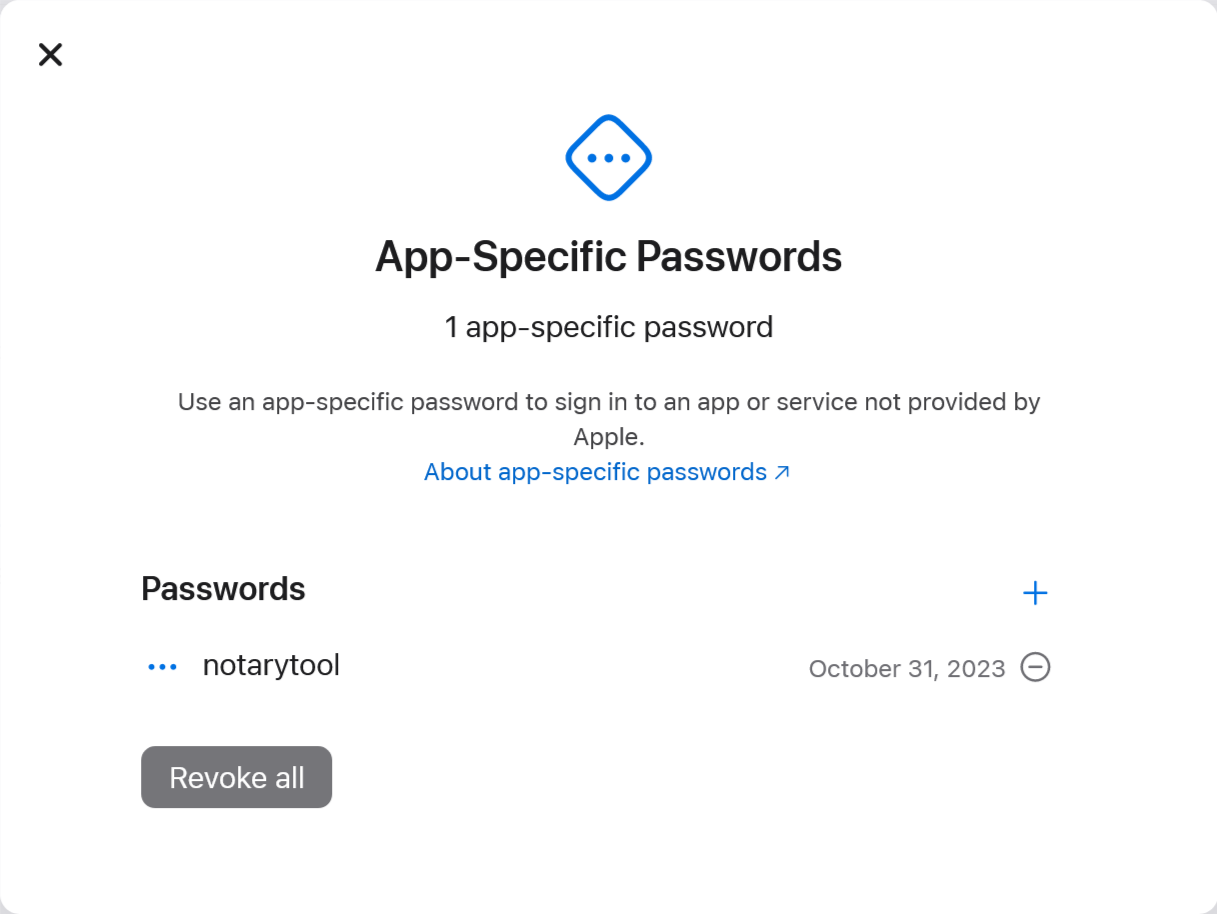 App-Specific Passwords
1 app-specific password
Use an app-specific password to sign in to an app or service not provided by
Apple.
About app-specific passwords ↗
Passwords
notarytool October 31, 2023
Revoke all